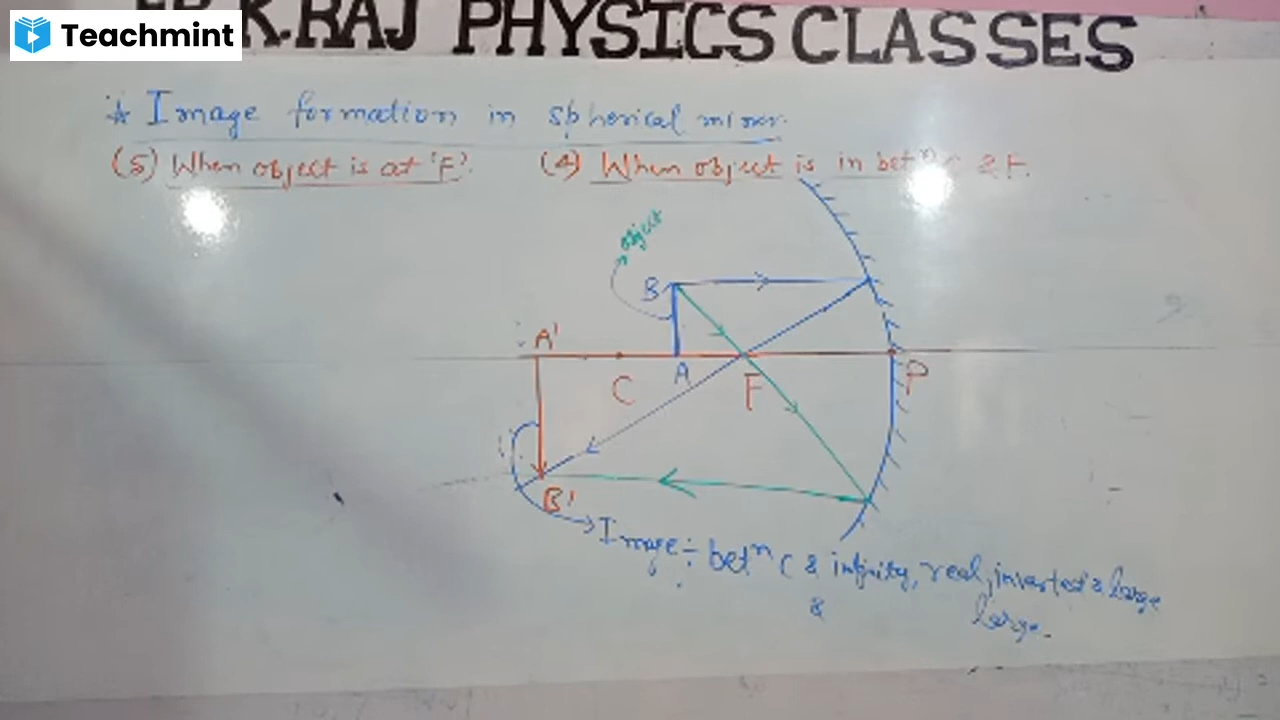 Teachmint
K.RAJ PHYSICS CLASSES
☆ Image formation in spherical mirror.
(5) When object is at 'F'. (4) When object is in betⁿ C & F.
object
B
A'
A
C
F
P
B'
Image :- betⁿ C & infinity, real, inverted & large
& large.